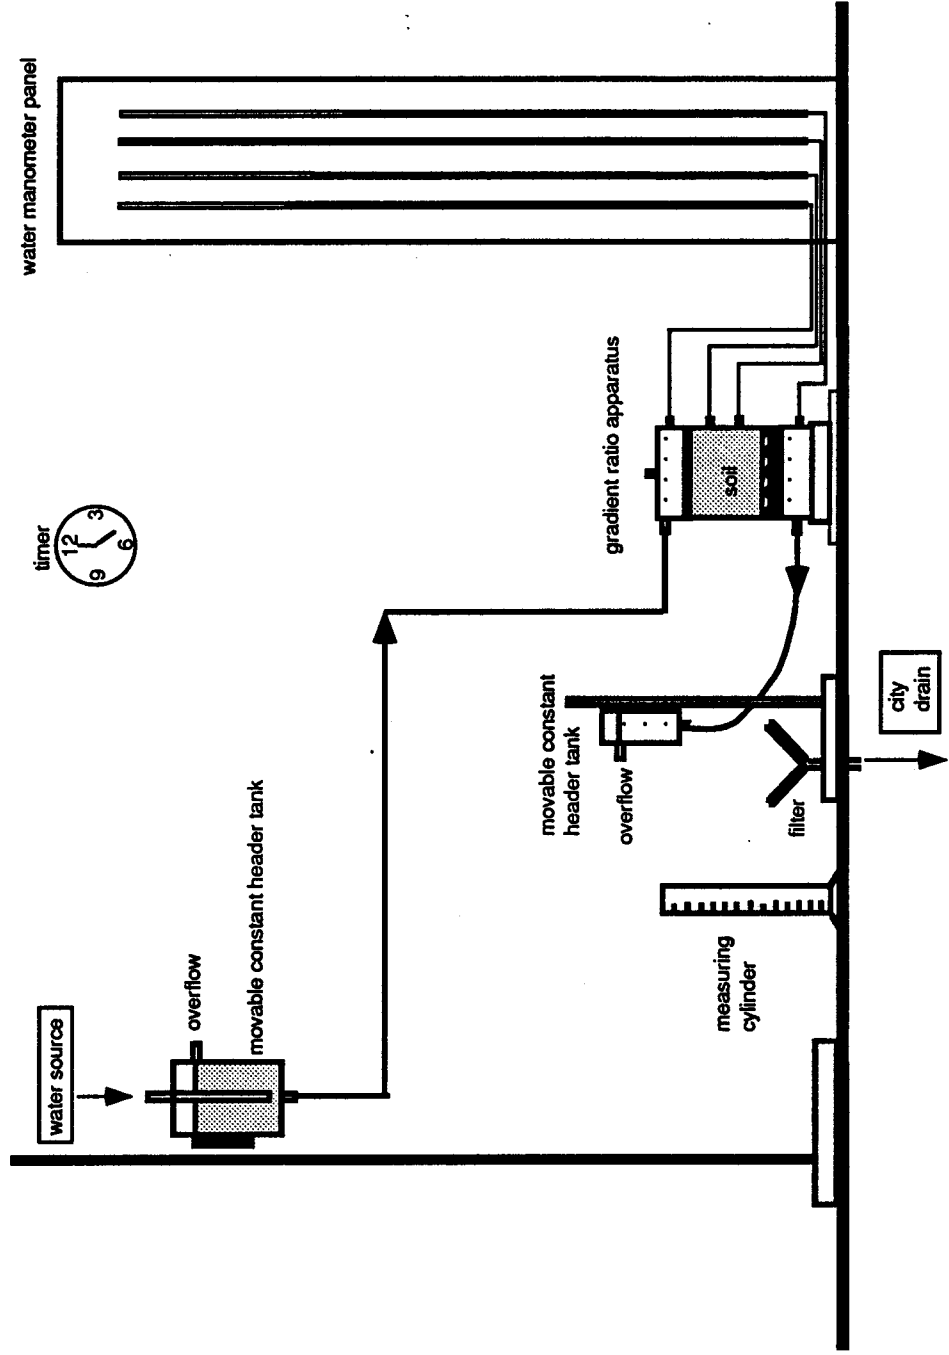 water source
overflow
movable constant header tank
timer
12
3
6
9
water manometer panel
gradient ratio apparatus
soil
movable constant
header tank
overflow
filter
measuring
cylinder
city
drain